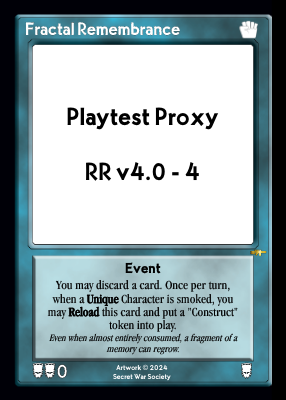 Fractal Remembrance
Playtest Proxy
RR v4.0 - 4
Event
You may discard a card. Once per turn,
when a Unique Character is smoked, you
may Reload this card and put a "Construct"
token into play.
Even when almost entirely consumed, a fragment of a
memory can regrow.
0
Artwork © 2024
Secret War Society